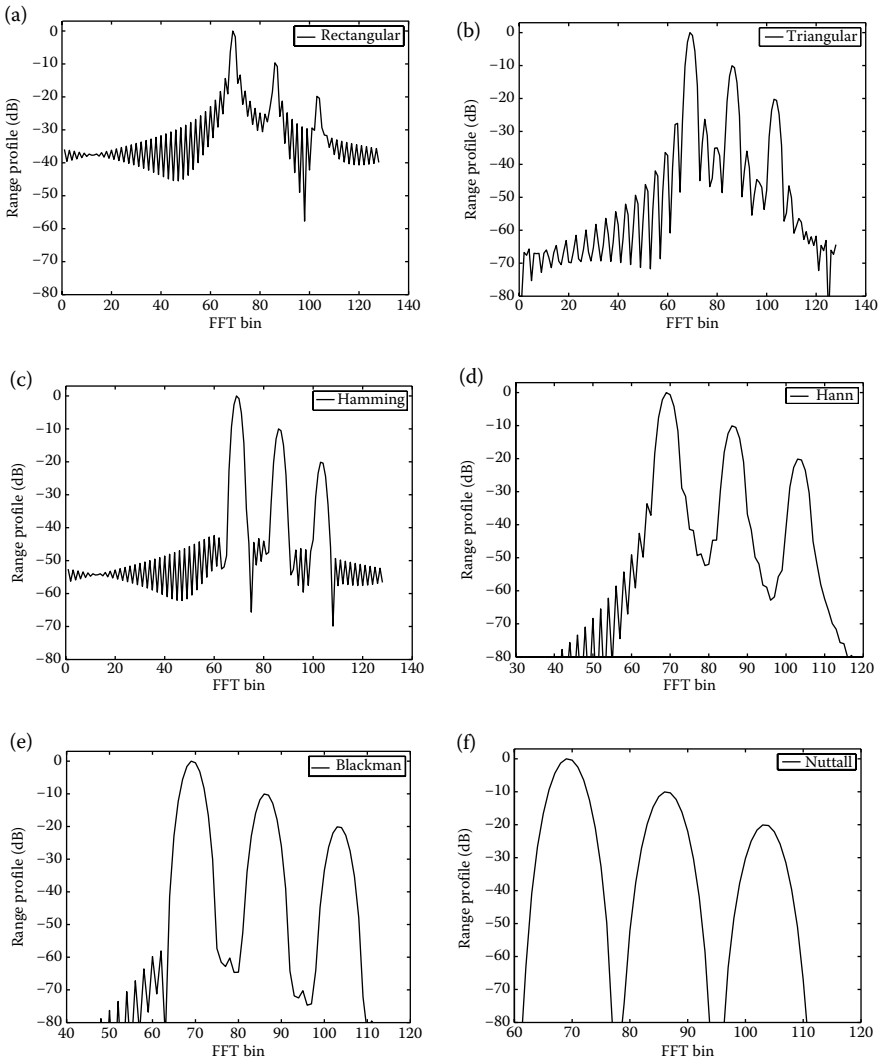 (a)
Rectangular
0
−10
−20
−30
−40
−50
−60
−70
−80
0 20 40 60 80 100 120 140
Range profile (dB)
FFT bin
(b)
Triangular
0
−10
−20
−30
−40
−50
−60
−70
−80
0 20 40 60 80 100 120 140
Range profile (dB)
FFT bin
(c)
Hamming
0
−10
−20
−30
−40
−50
−60
−70
−80
0 20 40 60 80 100 120 140
Range profile (dB)
FFT bin
(d)
Hann
0
−10
−20
−30
−40
−50
−60
−70
−80
30 40 50 60 70 80 90 100 110 120
Range profile (dB)
FFT bin
(e)
Blackman
0
−10
−20
−30
−40
−50
−60
−70
−80
40 50 60 70 80 90 100 110 120
Range profile (dB)
FFT bin
(f)
Nuttall
0
−10
−20
−30
−40
−50
−60
−70
−80
60 70 80 90 100 110 120
Range profile (dB)
FFT bin